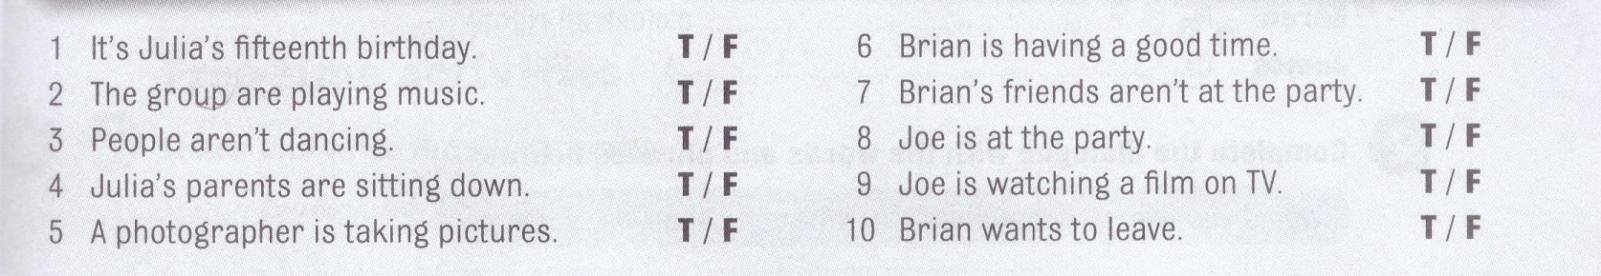 1 It's Julia's fifteenth birthday. T / F
2 The group are playing music. T / F
3 People aren't dancing. T / F
4 Julia's parents are sitting down. T / F
5 A photographer is taking pictures. T / F
6 Brian is having a good time. T / F
7 Brian's friends aren't at the party. T / F
8 Joe is at the party. T / F
9 Joe is watching a film on TV. T / F
10 Brian wants to leave. T / F